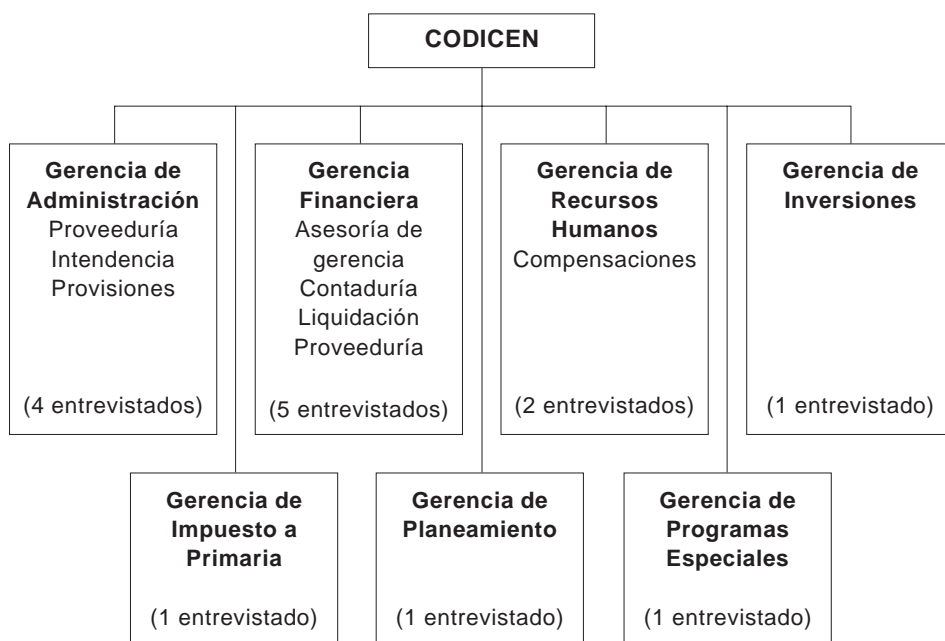 CODICEN
Gerencia de
Administración
Proveeduría
Intendencia
Provisiones
(4 entrevistados)
Gerencia
Financiera
Asesoría de
gerencia
Contaduría
Liquidación
Proveeduría
(5 entrevistados)
Gerencia de
Recursos
Humanos
Compensaciones
(2 entrevistados)
Gerencia de
Inversiones
(1 entrevistado)
Gerencia de
Impuesto a
Primaria
(1 entrevistado)
Gerencia de
Planeamiento
(1 entrevistado)
Gerencia de
Programas
Especiales
(1 entrevistado)